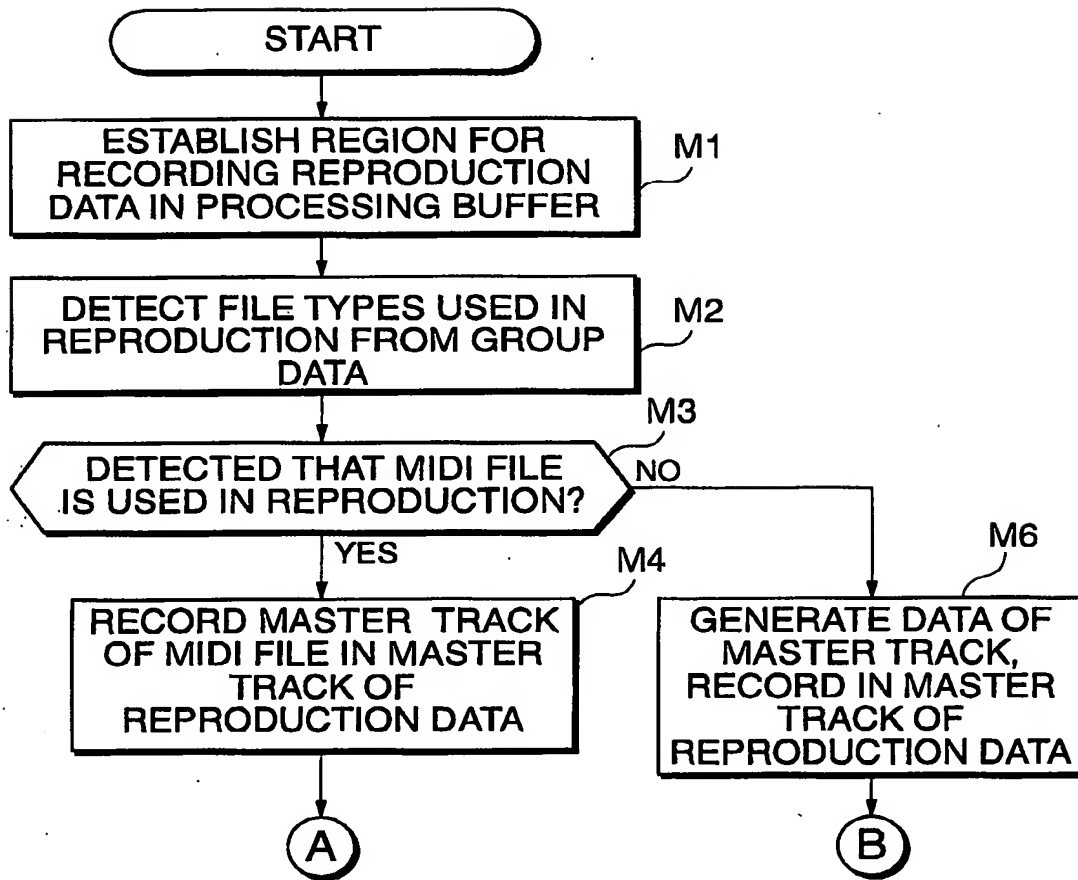 START
ESTABLISH REGION FOR
RECORDING REPRODUCTION
DATA IN PROCESSING BUFFER
M1
DETECT FILE TYPES USED IN
REPRODUCTION FROM GROUP
DATA
M2
DETECTED THAT MIDI FILE
IS USED IN REPRODUCTION?
M3
NO
YES
RECORD MASTER TRACK
OF MIDI FILE IN MASTER
TRACK OF
REPRODUCTION DATA
M4
GENERATE DATA OF
MASTER TRACK,
RECORD IN MASTER
TRACK OF
REPRODUCTION DATA
M6
A
B